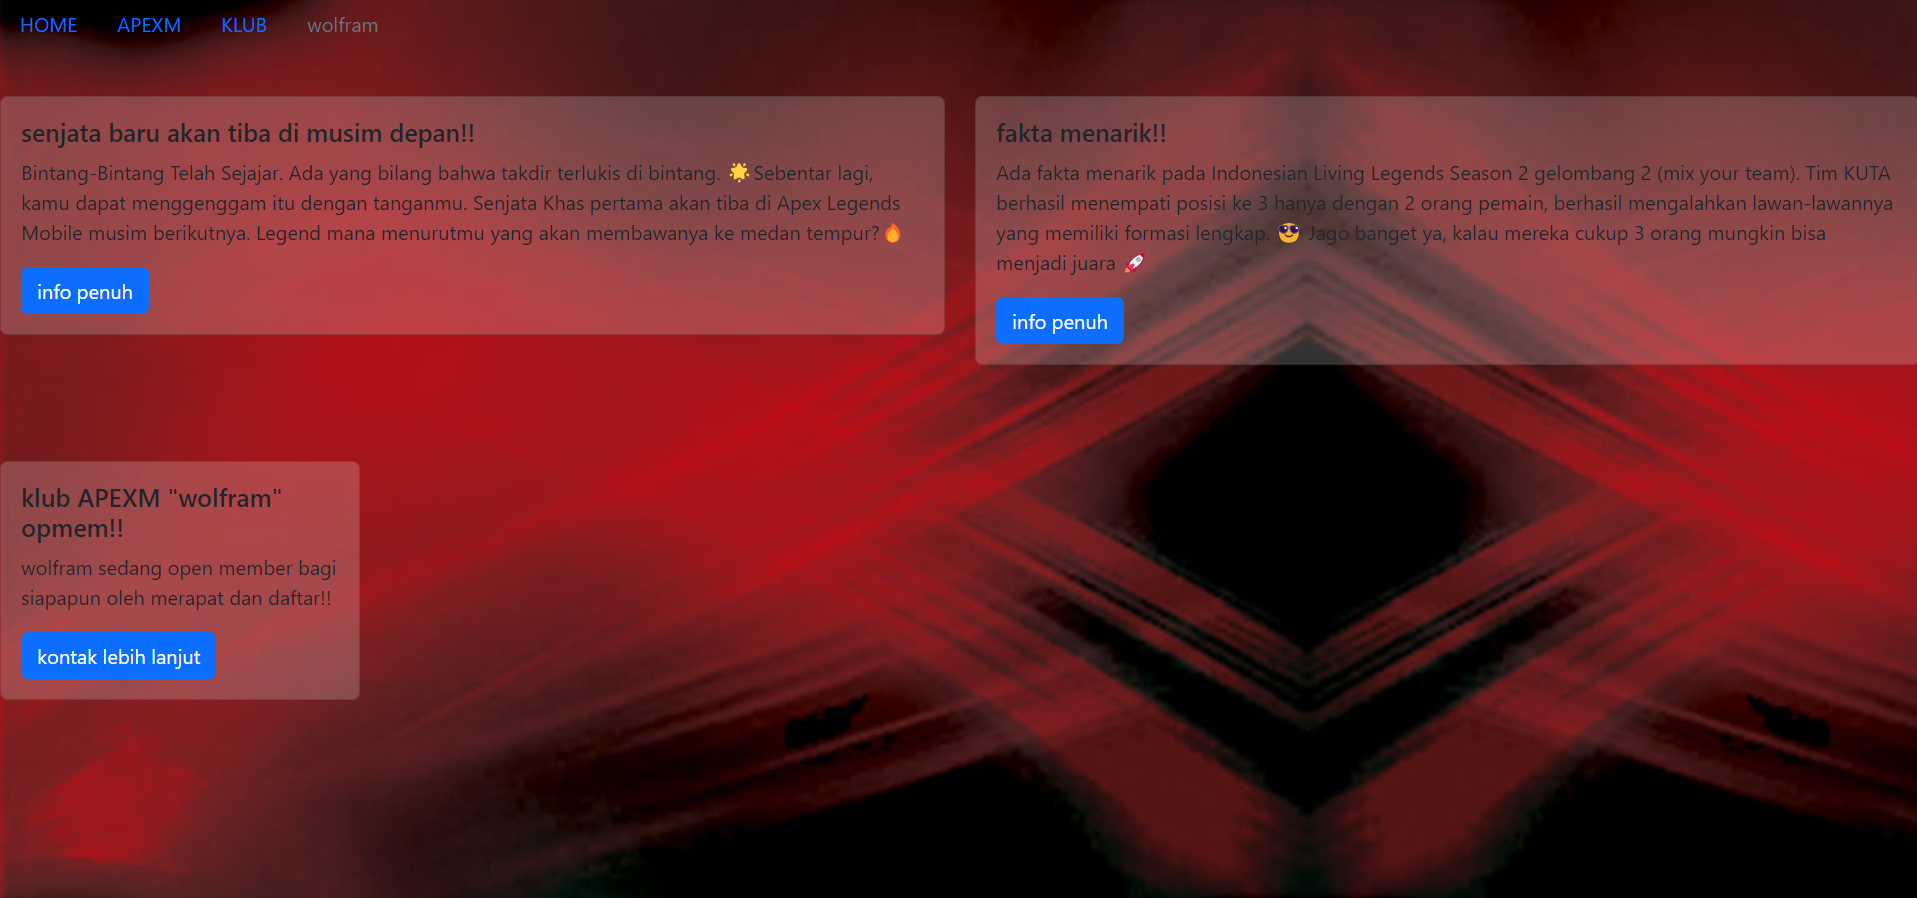 HOME APEXM KLUB wolfram
senjata baru akan tiba di musim depan!!
Bintang-Bintang Telah Sejajar. Ada yang bilang bahwa takdir terlukis di bintang. 🌟Sebentar lagi,
kamu dapat menggenggam itu dengan tanganmu. Senjata Khas pertama akan tiba di Apex Legends
Mobile musim berikutnya. Legend mana menurutmu yang akan membawanya ke medan tempur?🔥
info penuh
fakta menarik!!
Ada fakta menarik pada Indonesian Living Legends Season 2 gelombang 2 (mix your team). Tim KUTA
berhasil menempati posisi ke 3 hanya dengan 2 orang pemain, berhasil mengalahkan lawan-lawannya
yang memiliki formasi lengkap. 😎 Jago banget ya, kalau mereka cukup 3 orang mungkin bisa
menjadi juara 🚀
info penuh
klub APEXM "wolfram"
opmem!!
wolfram sedang open member bagi
siapapun oleh merapat dan daftar!!
kontak lebih lanjut